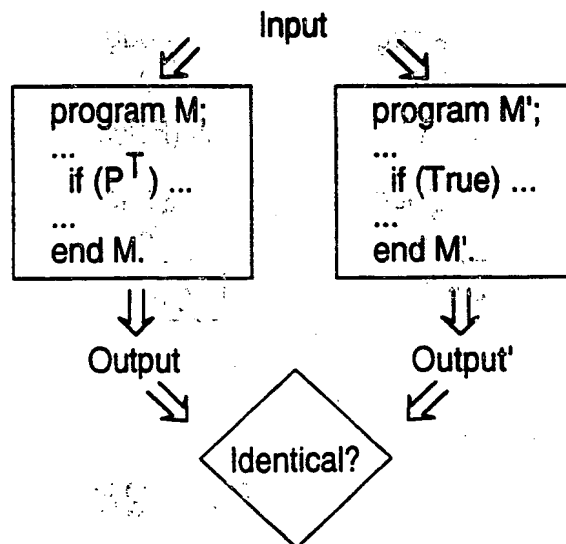 Input
program M;
...
if (P^T) ...
...
end M.
program M';
...
if (True) ...
...
end M'.
Output
Output'
Identical?